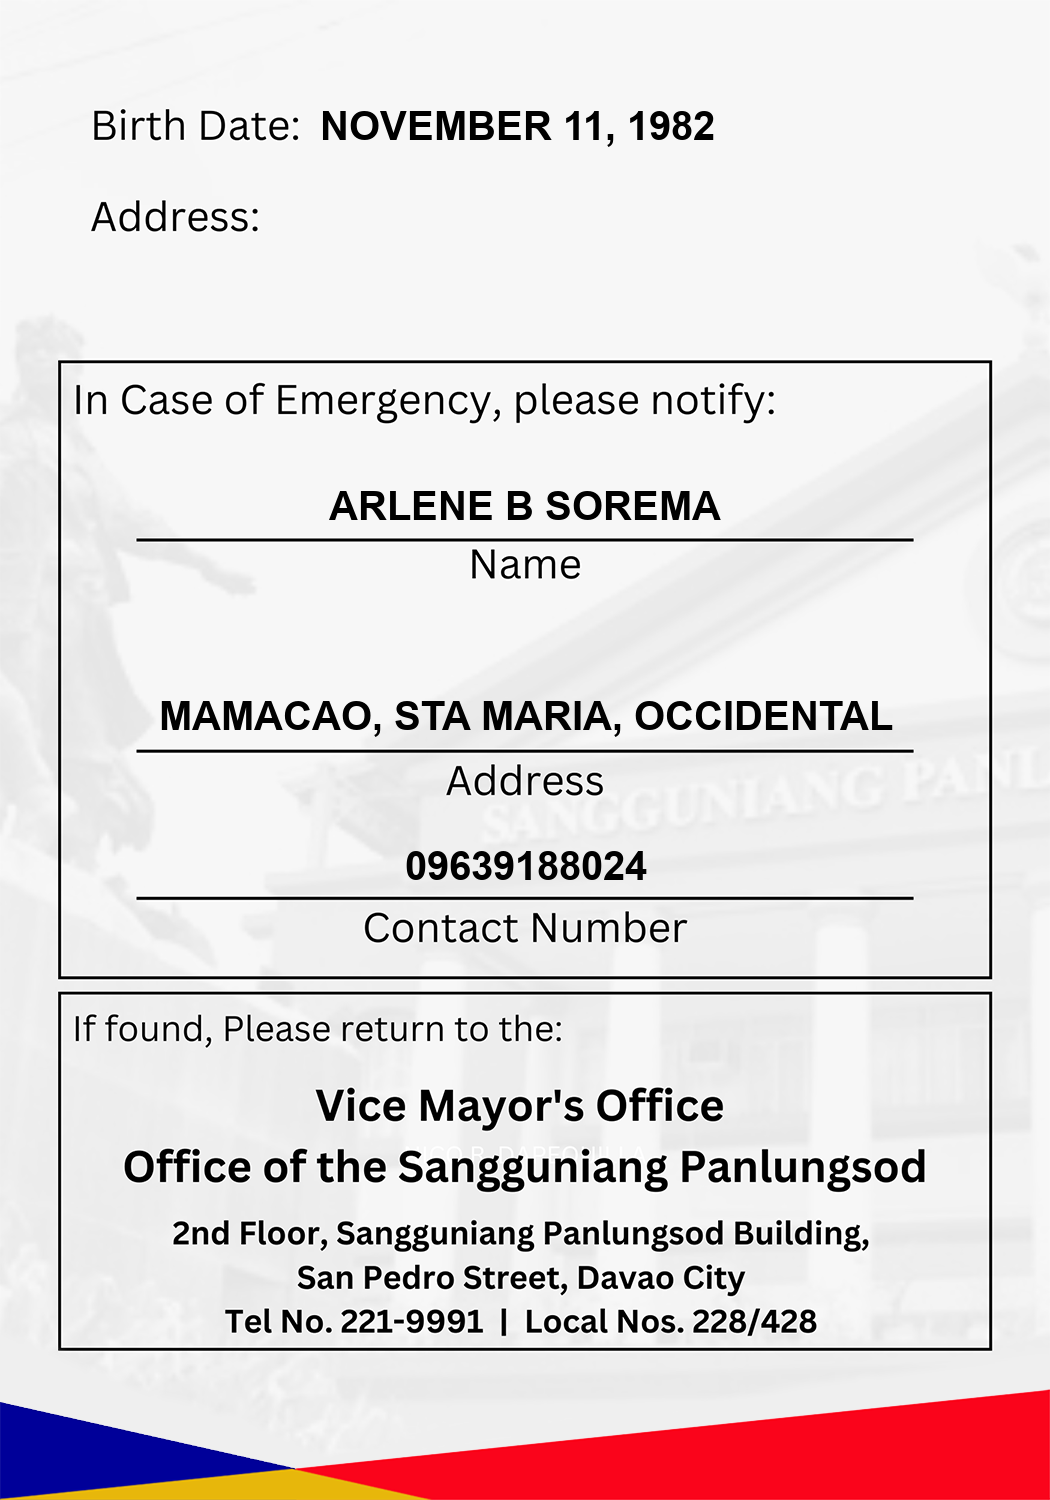 Birth Date: NOVEMBER 11, 1982
Address:
In Case of Emergency, please notify:
ARLENE B SOREMA
Name
MAMACAO, STA MARIA, OCCIDENTAL
Address
SANGGUNIANG PANL
09639188024
Contact Number
If found, Please return to the:
Vice Mayor's Office
Office of the Sangguniang Panlungsod
2nd Floor, Sangguniang Panlungsod Building,
San Pedro Street, Davao City
Tel No. 221-9991 | Local Nos. 228/428